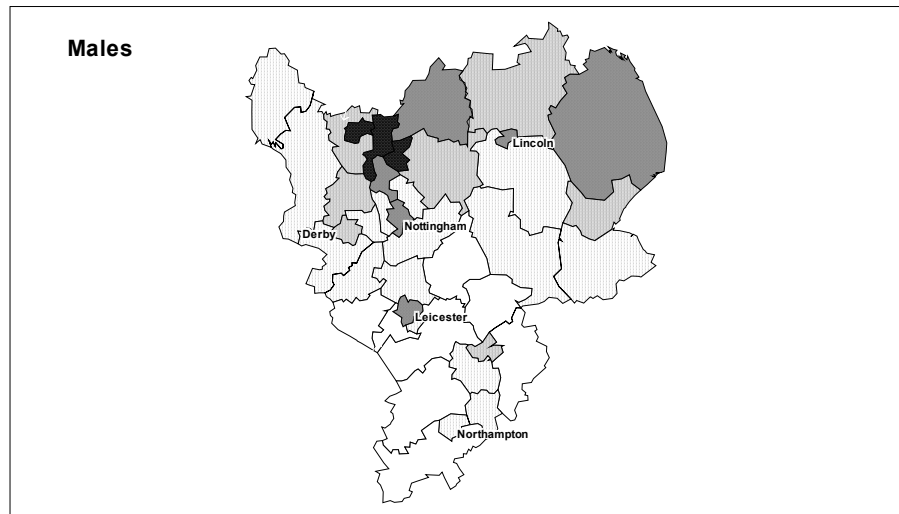 Males
Lincoln
Nottingham
Derby
Leicester
Northampton